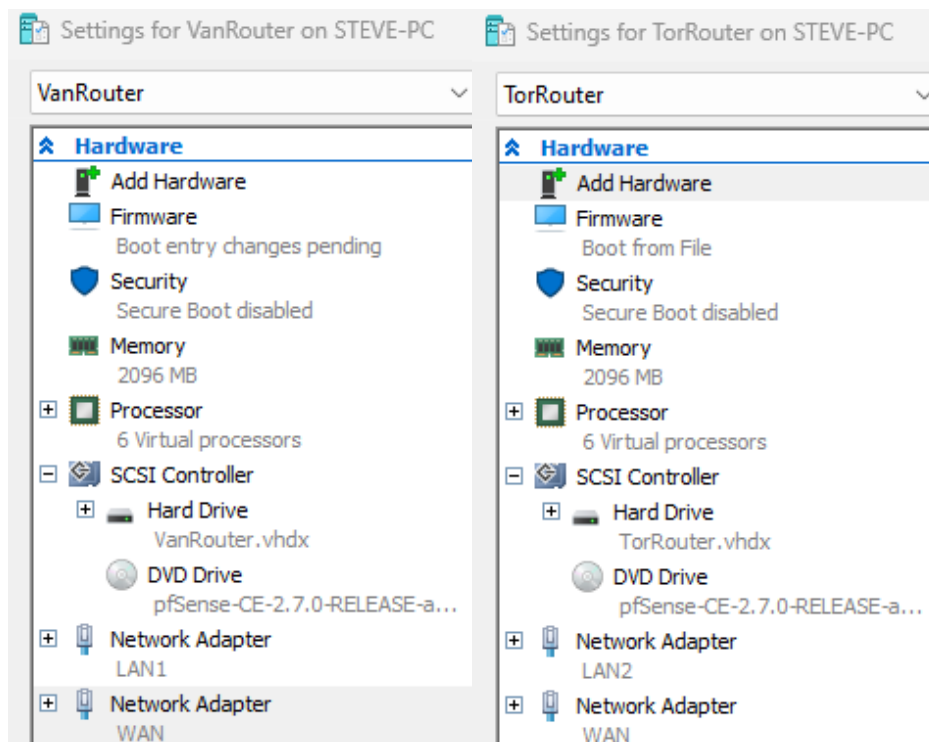 Settings for VanRouter on STEVE-PC
VanRouter
Hardware
Add Hardware
Firmware
Boot entry changes pending
Security
Secure Boot disabled
Memory
2096 MB
Processor
6 Virtual processors
SCSI Controller
Hard Drive
VanRouter.vhdx
DVD Drive
pfSense-CE-2.7.0-RELEASE-a...
Network Adapter
LAN1
Network Adapter
WAN
Settings for TorRouter on STEVE-PC
TorRouter
Hardware
Add Hardware
Firmware
Boot from File
Security
Secure Boot disabled
Memory
2096 MB
Processor
6 Virtual processors
SCSI Controller
Hard Drive
TorRouter.vhdx
DVD Drive
pfSense-CE-2.7.0-RELEASE-a...
Network Adapter
LAN2
Network Adapter
WAN